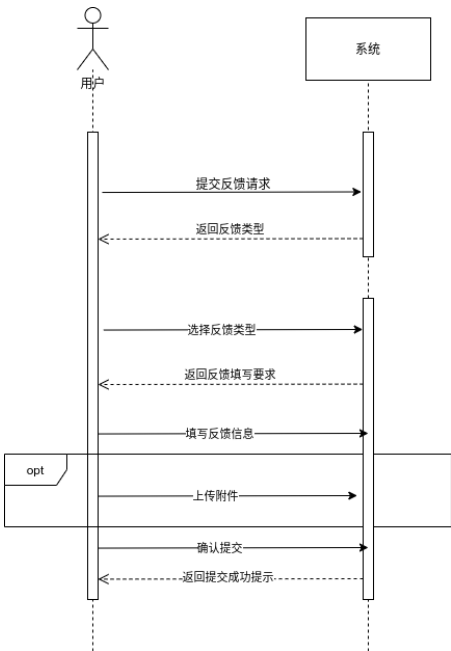 用户
系统
提交反馈请求
返回反馈类型
选择反馈类型
返回反馈填写要求
填写反馈信息
opt
上传附件
确认提交
返回提交成功提示